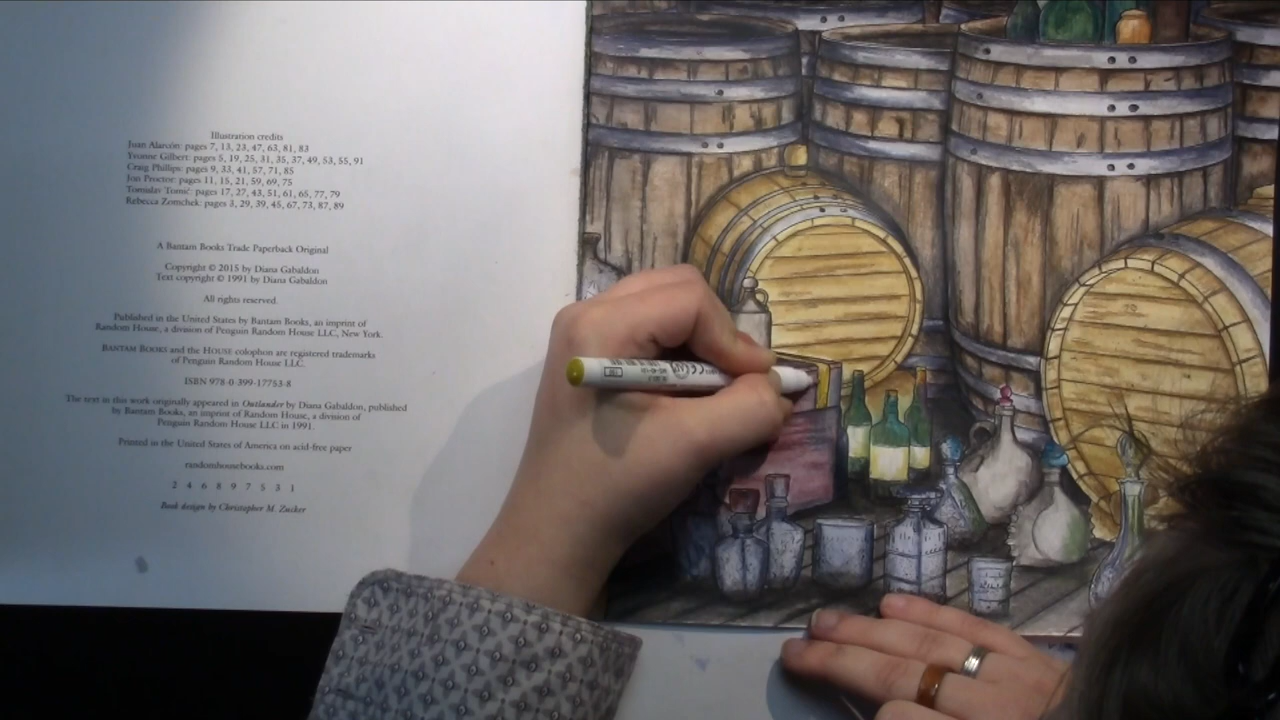 Illustration credits
Juan Alarcón: pages 7, 13, 23, 47, 63, 81, 83
Yvonne Gilbert: pages 5, 19, 25, 31, 35, 37, 49, 53, 55, 91
Craig Phillips: pages 9, 33, 41, 57, 71, 85
Jon Proctor: pages 11, 15, 21, 59, 69, 75
Tomislav Tomić: pages 17, 27, 43, 51, 61, 65, 77, 79
Rebecca Zomchek: pages 3, 29, 39, 45, 67, 73, 87, 89
A Bantam Books Trade Paperback Original
Copyright © 2015 by Diana Gabaldon
Text copyright © 1991 by Diana Gabaldon
All rights reserved.
Published in the United States by Bantam Books, an imprint of
Random House, a division of Penguin Random House LLC, New York.
BANTAM BOOKS and the HOUSE colophon are registered trademarks
of Penguin Random House LLC.
ISBN 978-0-399-17753-8
The text in this work originally appeared in Outlander by Diana Gabaldon, published
by Bantam Books, an imprint of Random House, a division of
Penguin Random House LLC in 1991.
Printed in the United States of America on acid-free paper
randomhousebooks.com
2 4 6 8 9 7 5 3 1
Book design by Christopher M. Zucker